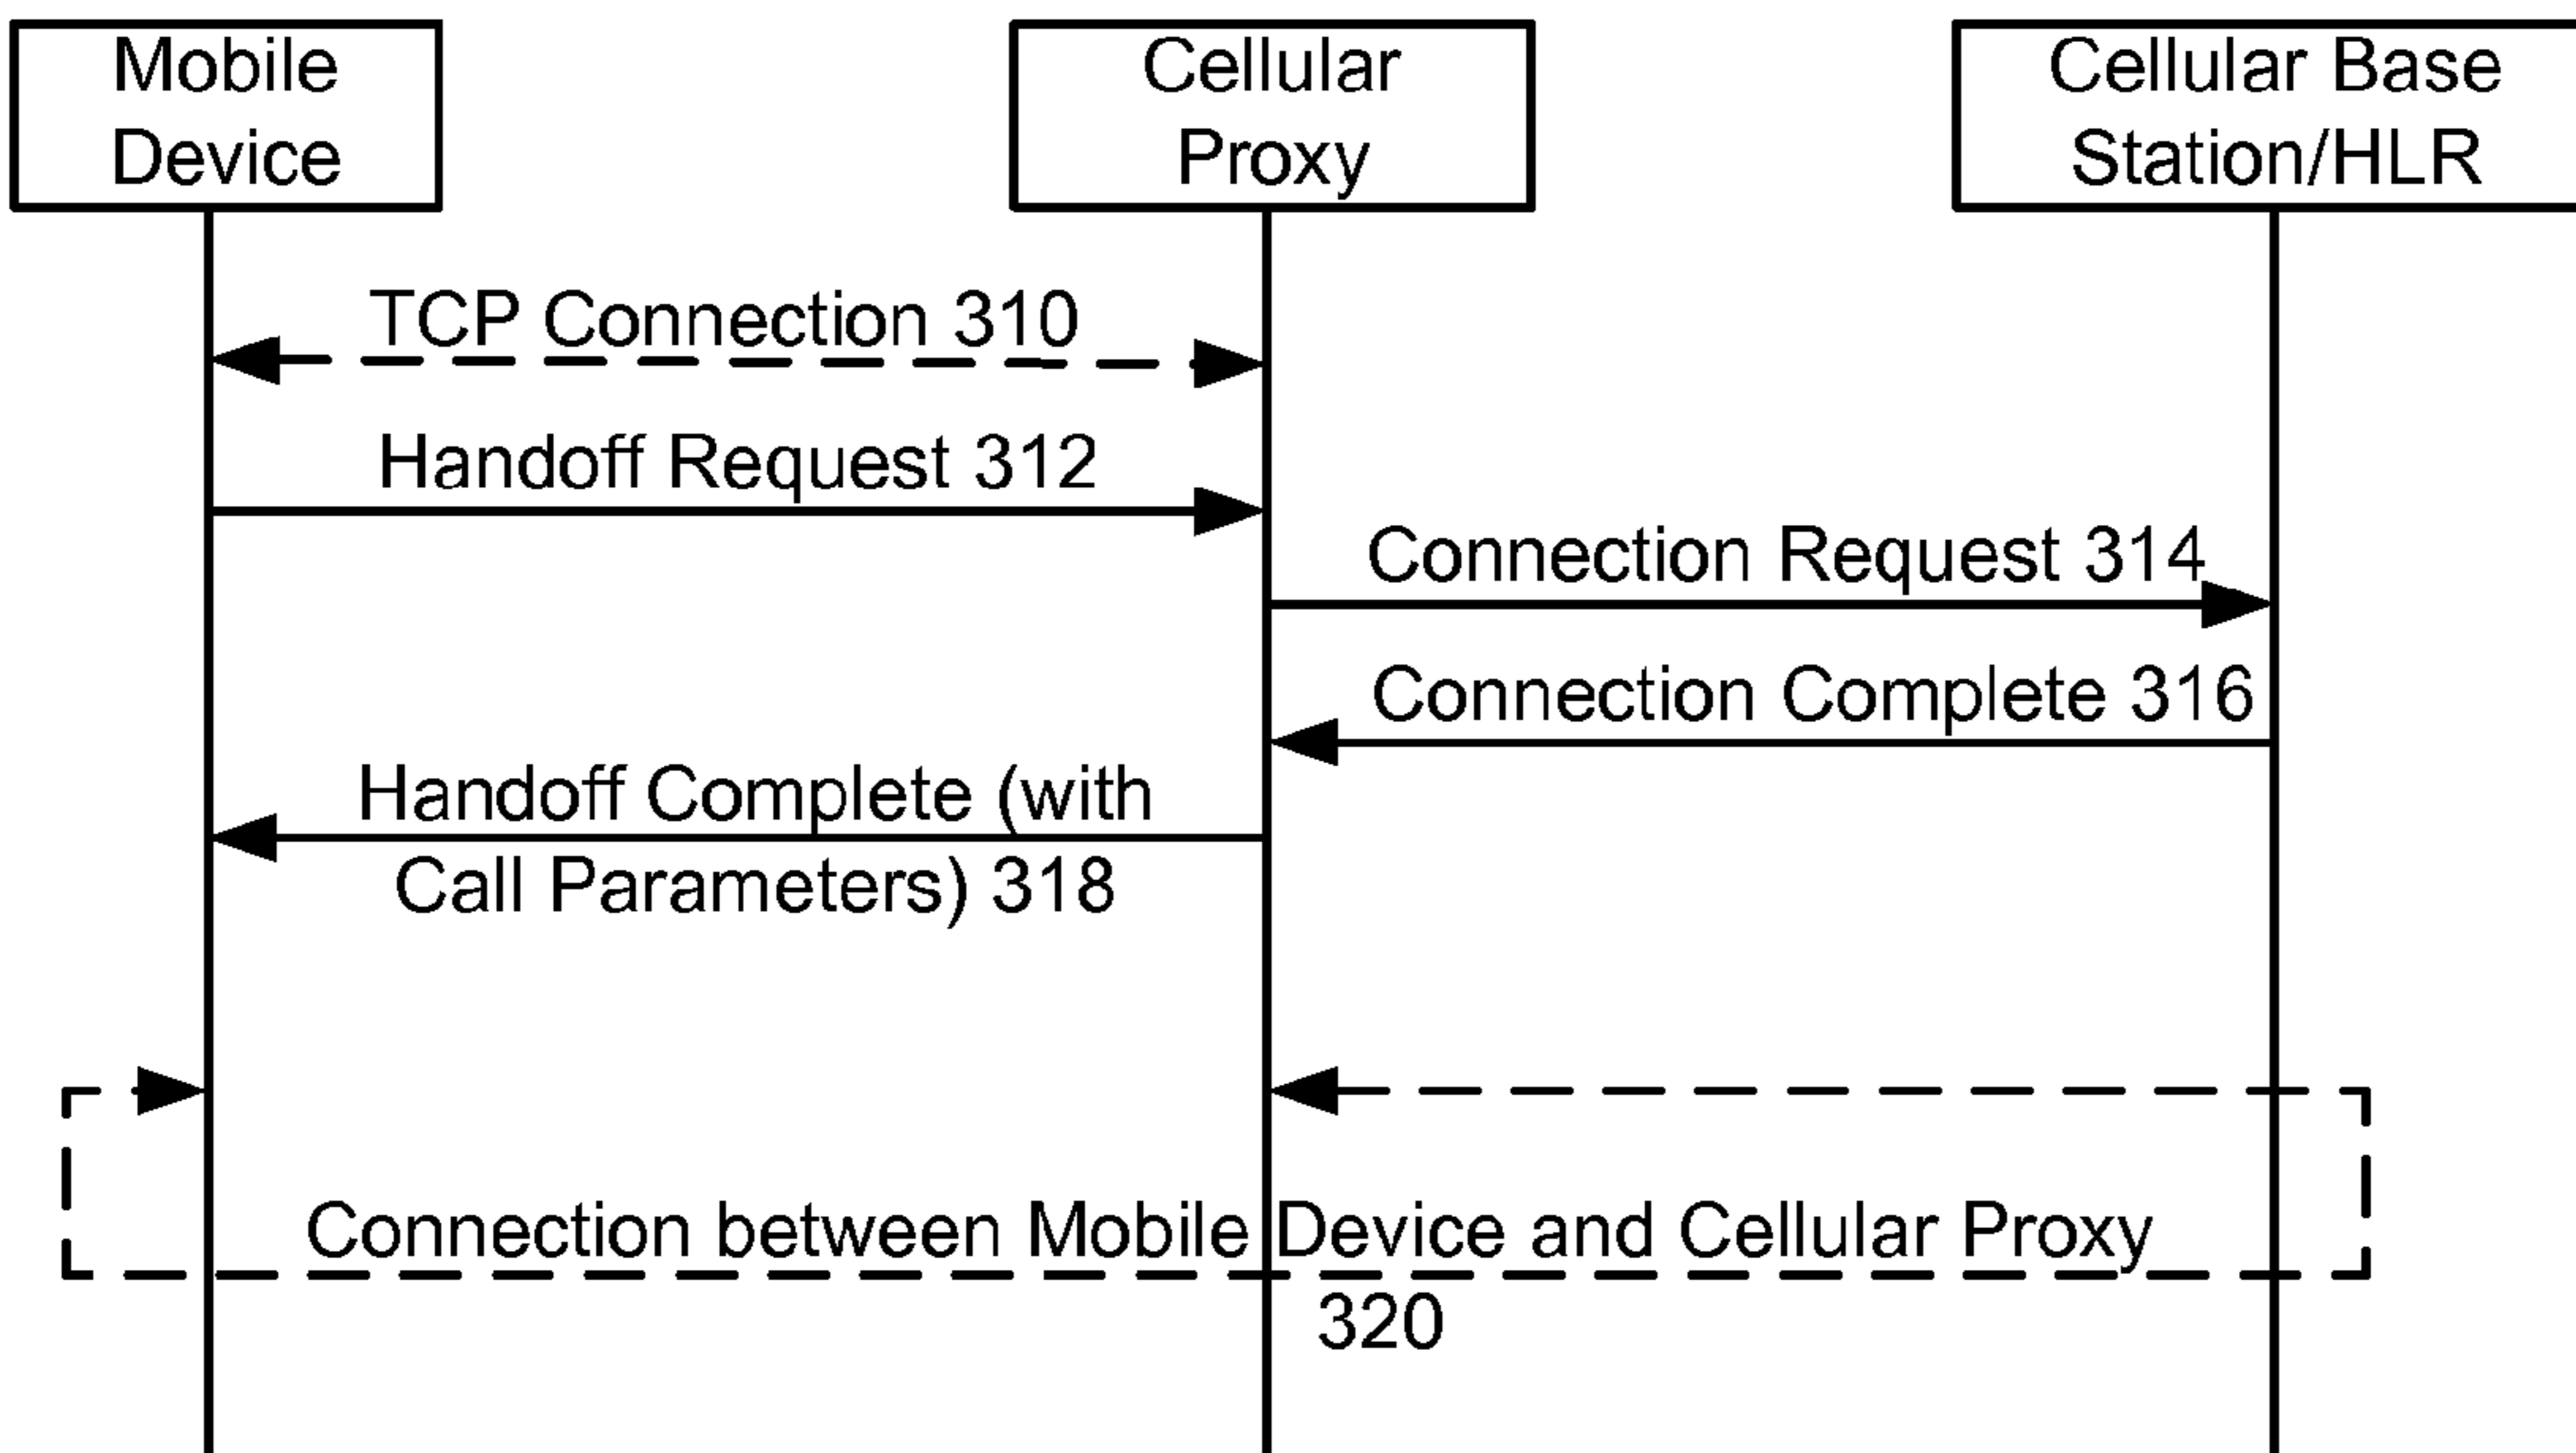 Mobile
Device
Cellular
Proxy
Cellular Base
Station/HLR
TCP Connection 310
Handoff Request 312
Connection Request 314
Connection Complete 316
Handoff Complete (with
Call Parameters) 318
Connection between Mobile Device and Cellular Proxy
320